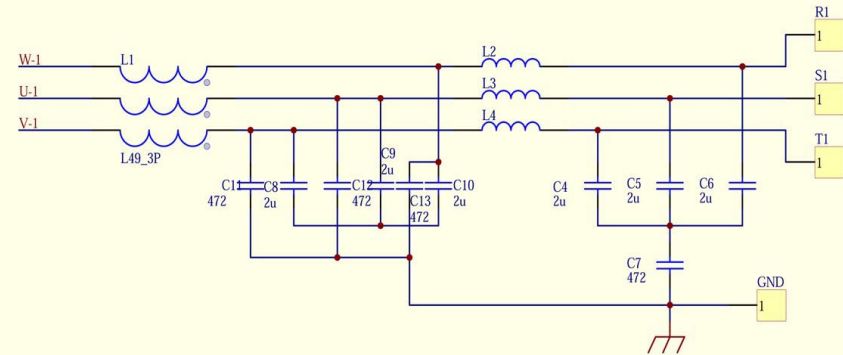 R1
1
W-1
L1
L2
U-1
L3
S1
1
V-1
L4
T1
1
L49_3P
C9
2u
C11
472
C8
2u
C12
472
C13
472
C10
2u
C4
2u
C5
2u
C6
2u
C7
472
GND
1